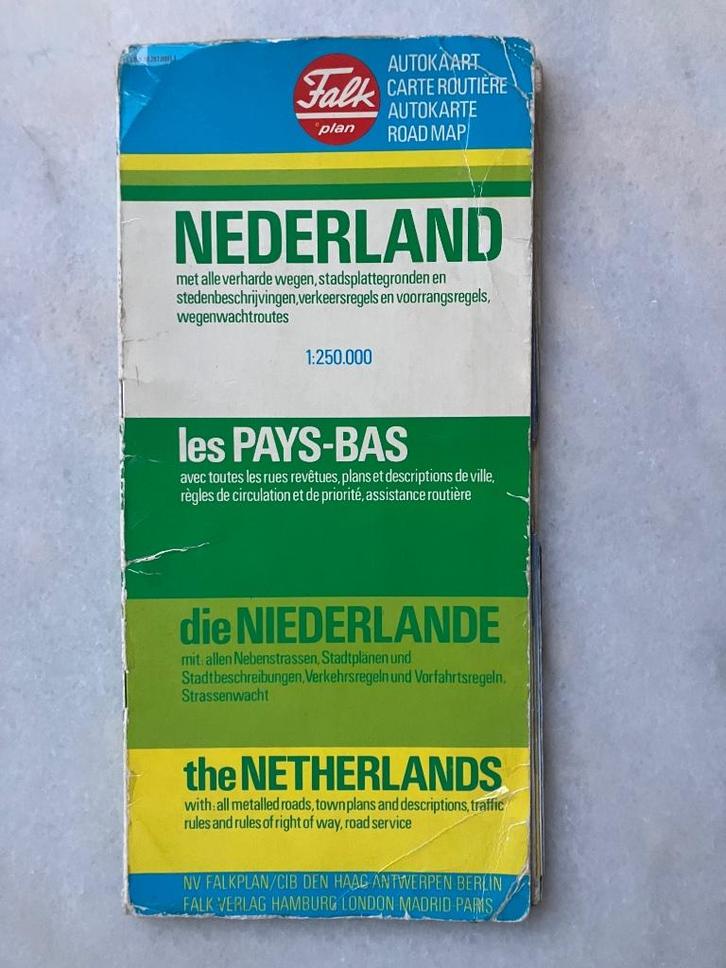 Falk
plan
AUTOKAART
CARTE ROUTIÈRE
AUTOKARTE
ROAD MAP
NEDERLAND
met alle verharde wegen, stadsplattegronden en
stedenbeschrijvingen, verkeersregels en voorrangsregels,
wegenwachtroutes
1:250.000
les PAYS-BAS
avec toutes les rues revêtues, plans et descriptions de ville,
règles de circulation et de priorité, assistance routière
die NIEDERLANDE
mit: allen Nebenstrassen, Stadtplänen und
Stadtbeschreibungen, Verkehrsregeln und Vorfahrtsregeln,
Strassenwacht
the NETHERLANDS
with: all metalled roads, town plans and descriptions, traffic
rules and rules of right of way, road service
NV FALKPLAN/CIB DEN HAAG ANTWERPEN BERLIN
FALK VERLAG HAMBURG LONDON MADRID PARIS